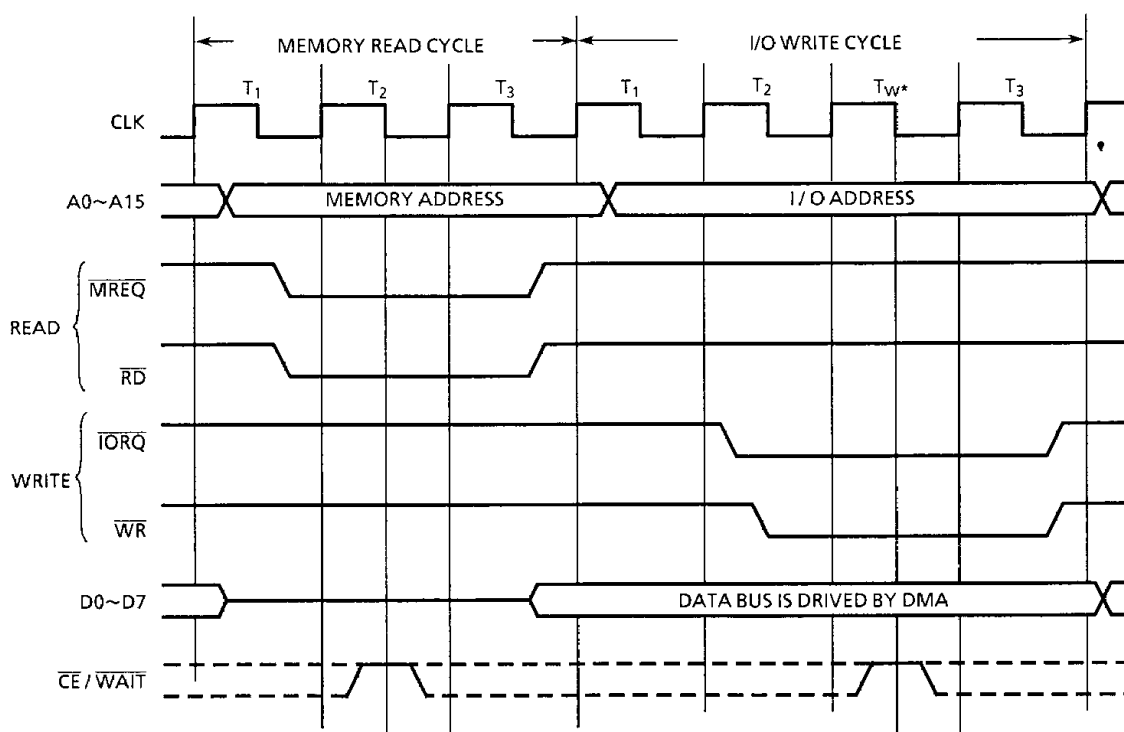 MEMORY READ CYCLE I/O WRITE CYCLE
T1 T2 T3 T1 T2 TW* T3
CLK
A0~A15 MEMORY ADDRESS I/O ADDRESS
MREQ
READ
RD
IORQ
WRITE
WR
D0~D7 DATA BUS IS DRIVED BY DMA
CE / WAIT